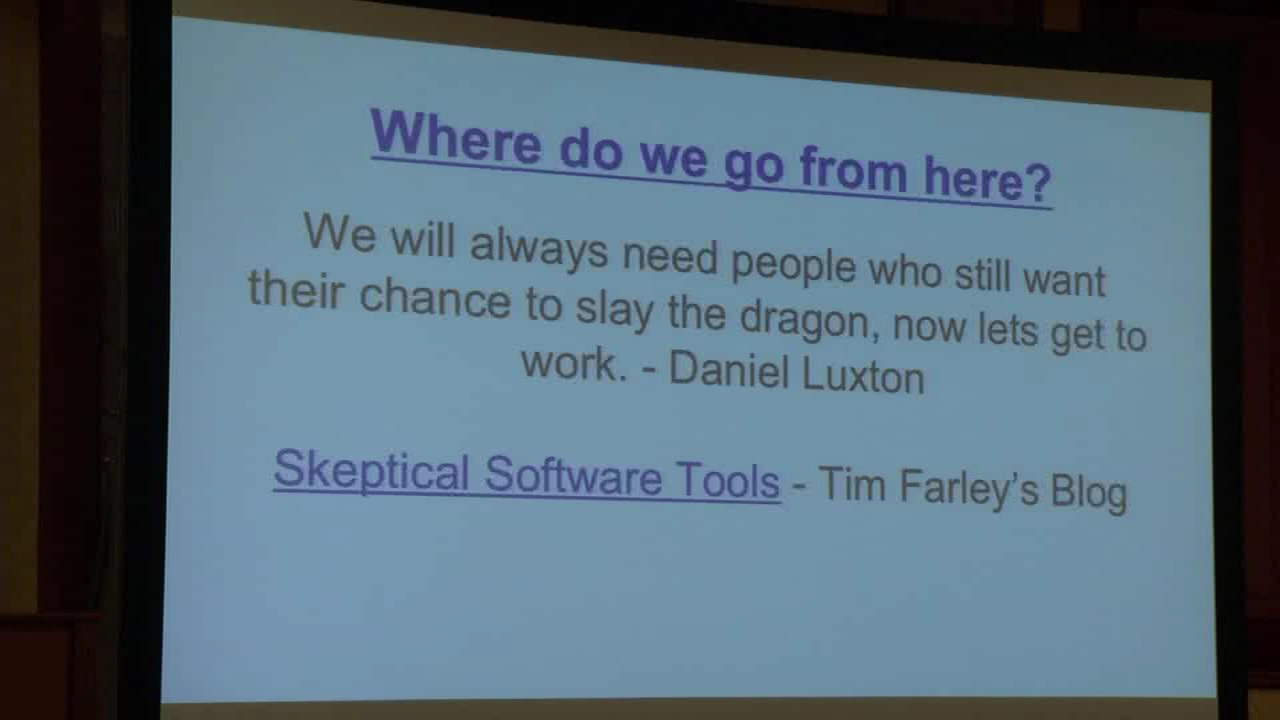 Where do we go from here?
We will always need people who still want
their chance to slay the dragon, now lets get to
work. - Daniel Luxton
Skeptical Software Tools - Tim Farley's Blog